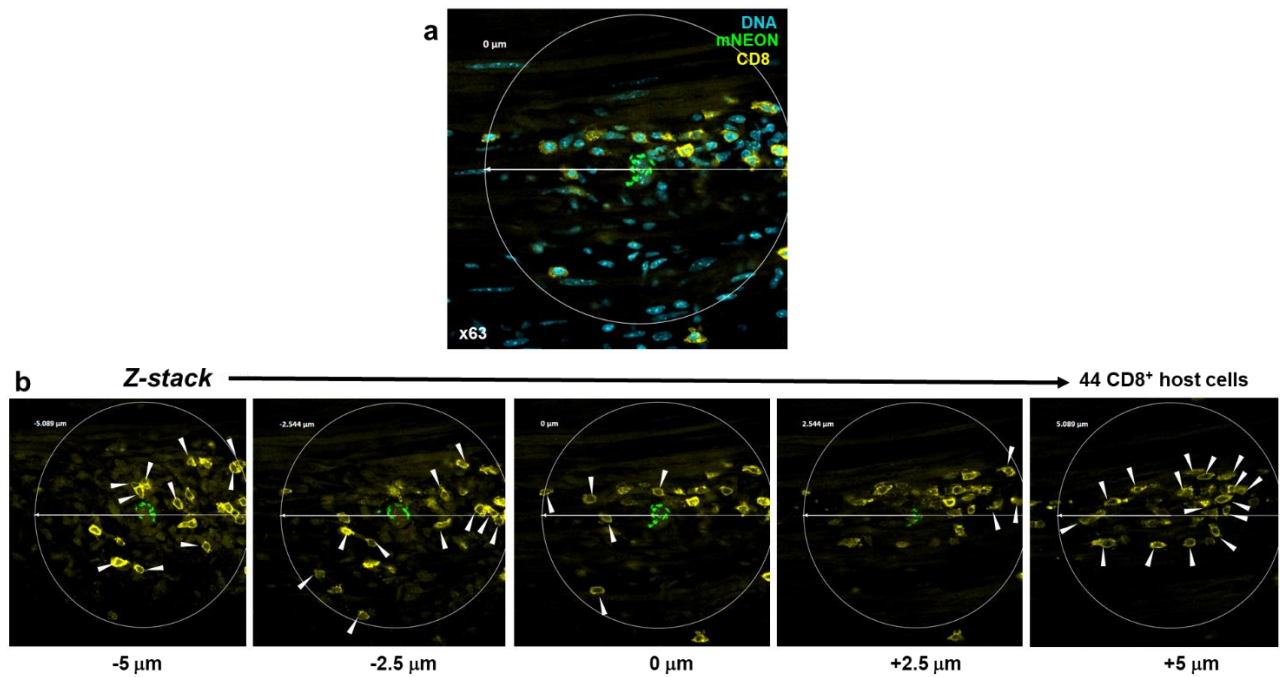 a
0 µm
DNA
mNEON
CD8
x63
b
Z-stack
44 CD8⁺ host cells
-5.089 µm
-2.544 µm
0 µm
2.544 µm
5.089 µm
-5 µm
-2.5 µm
0 µm
+2.5 µm
+5 µm